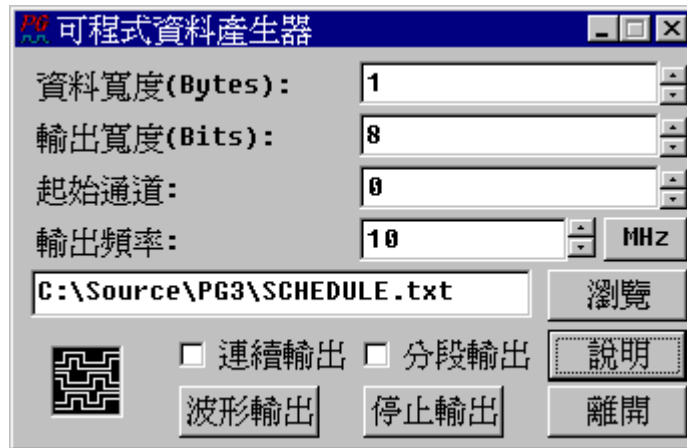 PG 可程式資料產生器
資料寬度(Bytes): 1
輸出寬度(Bits): 8
起始通道: 0
輸出頻率: 10 MHz
C:\Source\PG3\SCHEDULE.txt 瀏覽
連續輸出 分段輸出 說明
波形輸出 停止輸出 離開